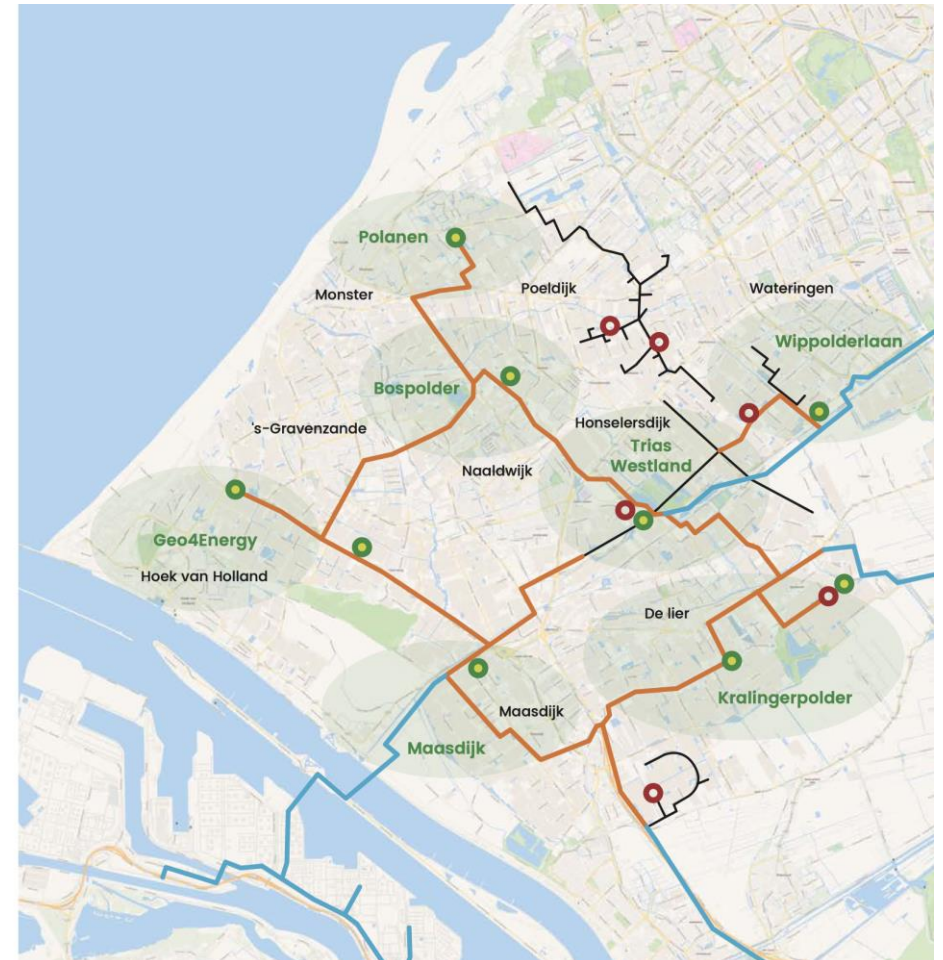 Polanen
Monster
Poeldijk
Wateringen
Wippolderlaan
Bospolder
's-Gravenzande
Honselersdijk
Trias
Westland
Naaldwijk
Geo4Energy
Hoek van Holland
De lier
Kralingerpolder
Maasdijk
Maasdijk